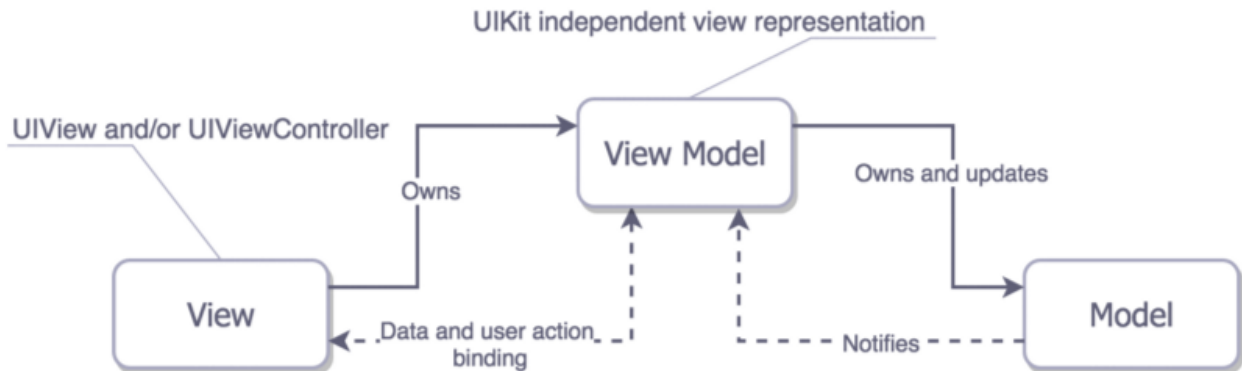 UIKit independent view representation
UIView and/or UIViewController
View Model
Owns
Owns and updates
View
Data and user action
binding
Notifies
Model